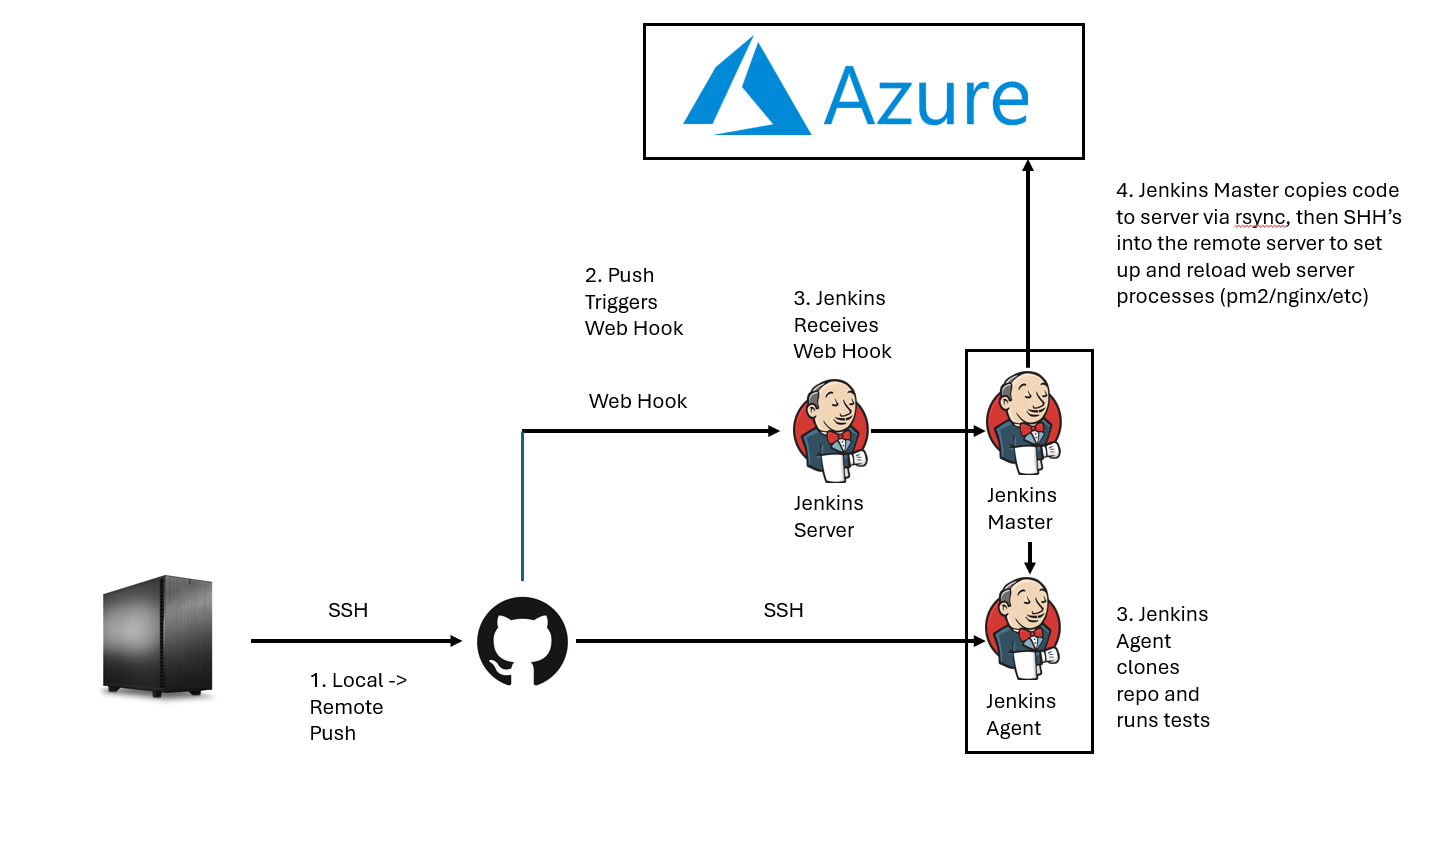 Azure
4. Jenkins Master copies code
to server via rsync, then SHH’s
into the remote server to set
up and reload web server
processes (pm2/nginx/etc)
2. Push
Triggers
Web Hook
3. Jenkins
Receives
Web Hook
Web Hook
Jenkins
Server
Jenkins
Master
SSH
SSH
1. Local ->
Remote
Push
Jenkins
Agent
3. Jenkins
Agent
clones
repo and
runs tests